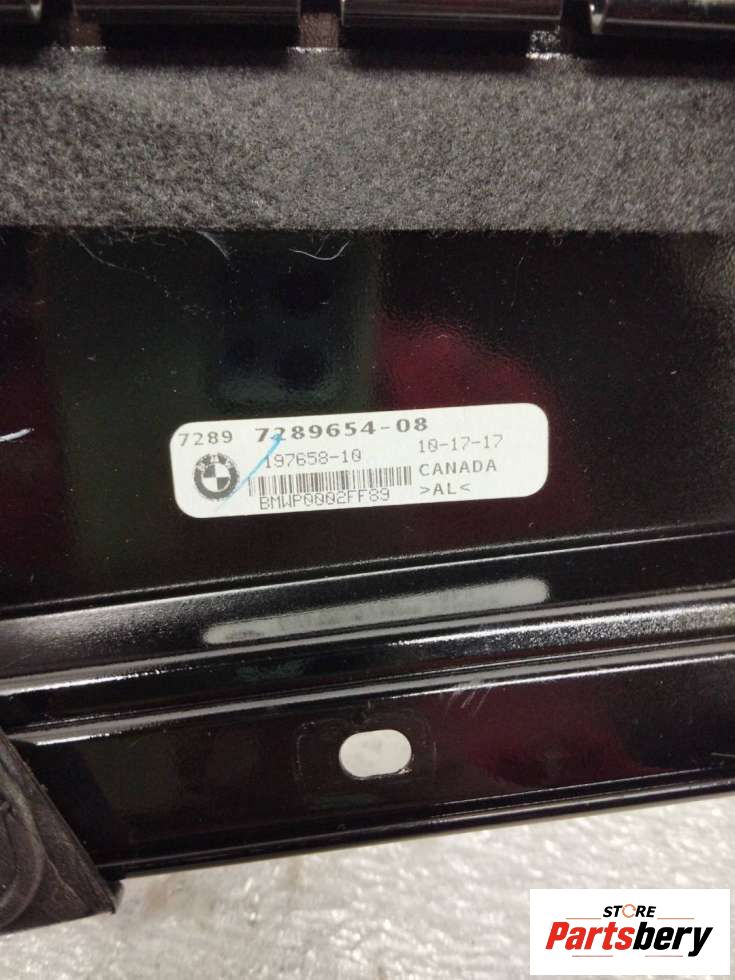 7289 7289654-08
197658-10 10-17-17
CANADA
BMWP0002FF89 >AL<
STORE
Partsbery